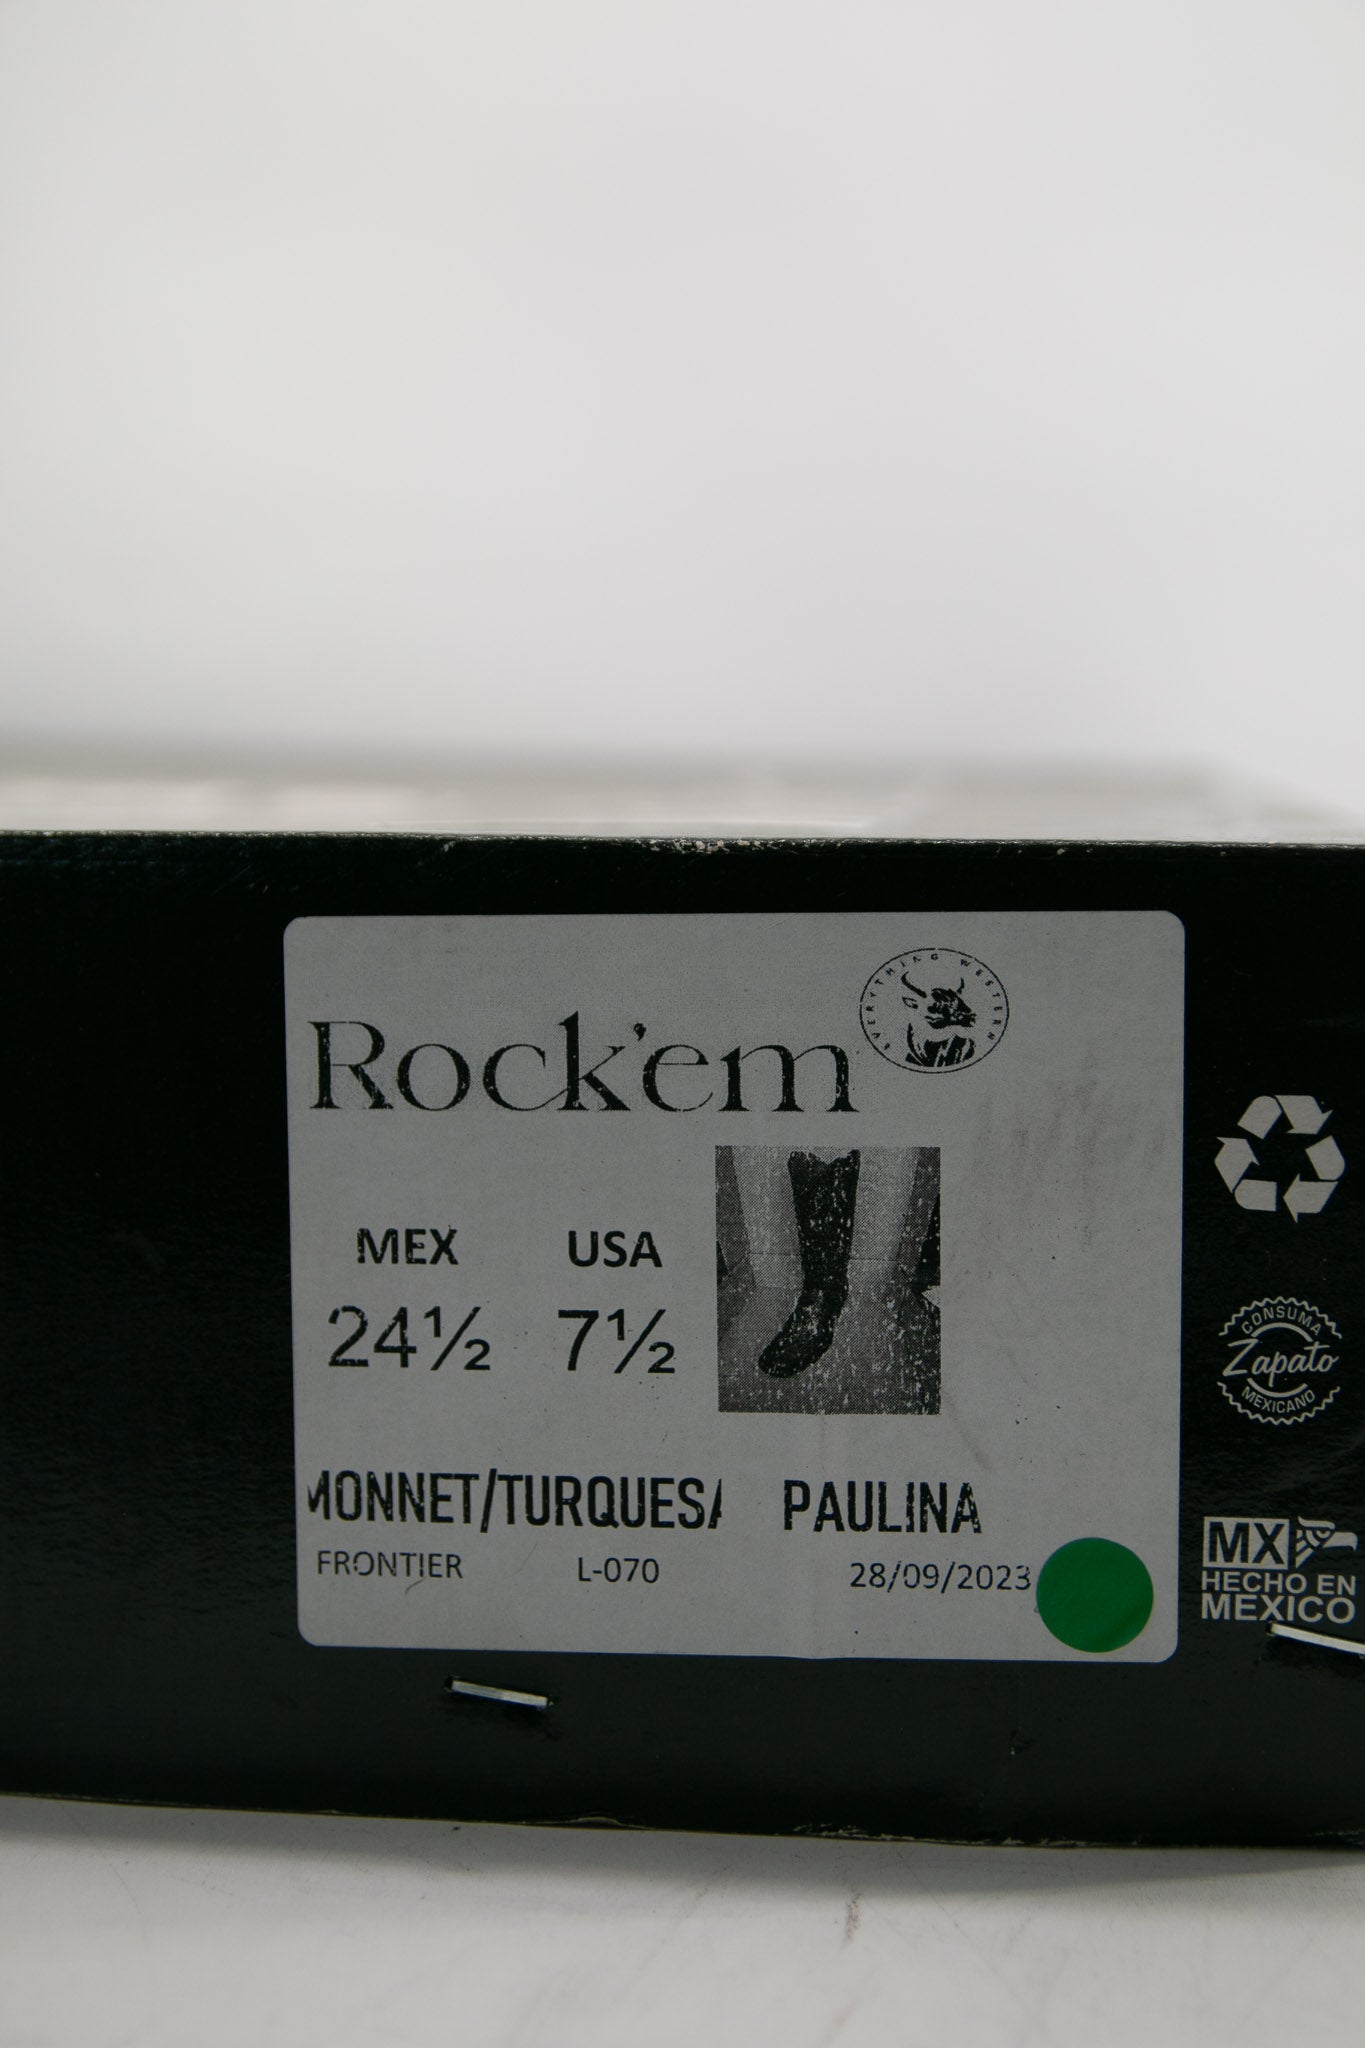 Rock'em
EVERYTHING WESTERN
MEX USA
24½ 7½
MONNET/TURQUESA PAULINA
FRONTIER L-070 28/09/2023
CONSUMA
Zapato
MEXICANO
MX
HECHO EN
MEXICO